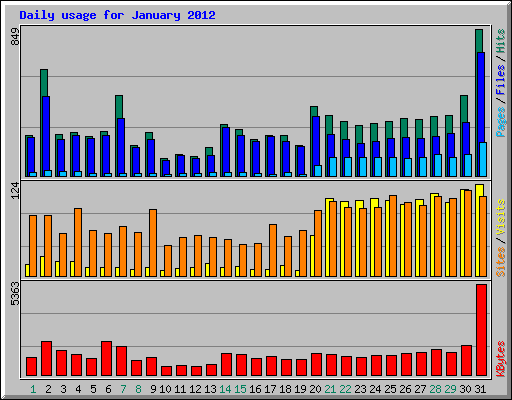 Daily usage for January 2012
849
Pages / Files / Hits
124
Sites / Visits
5363
KBytes
1 2 3 4 5 6 7 8 9 10 11 12 13 14 15 16 17 18 19 20 21 22 23 24 25 26 27 28 29 30 31